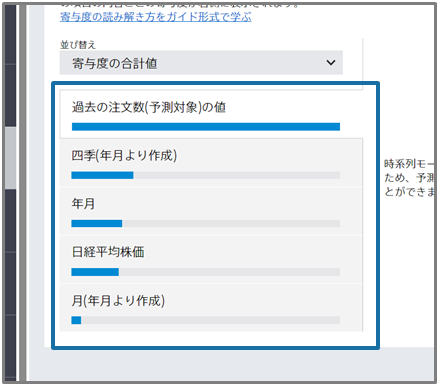 寄与度の読み解き方をガイド形式で学ぶ
並び替え
寄与度の合計値
過去の注文数(予測対象)の値
四季(年月より作成)
年月
日経平均株価
月(年月より作成)
時系列モー
ため、予測
とができま